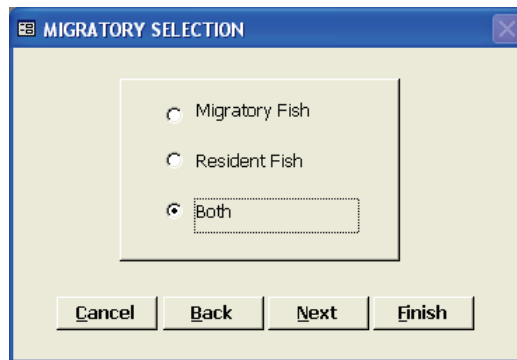 MIGRATORY SELECTION
Migratory Fish
Resident Fish
Both
Cancel Back Next Finish